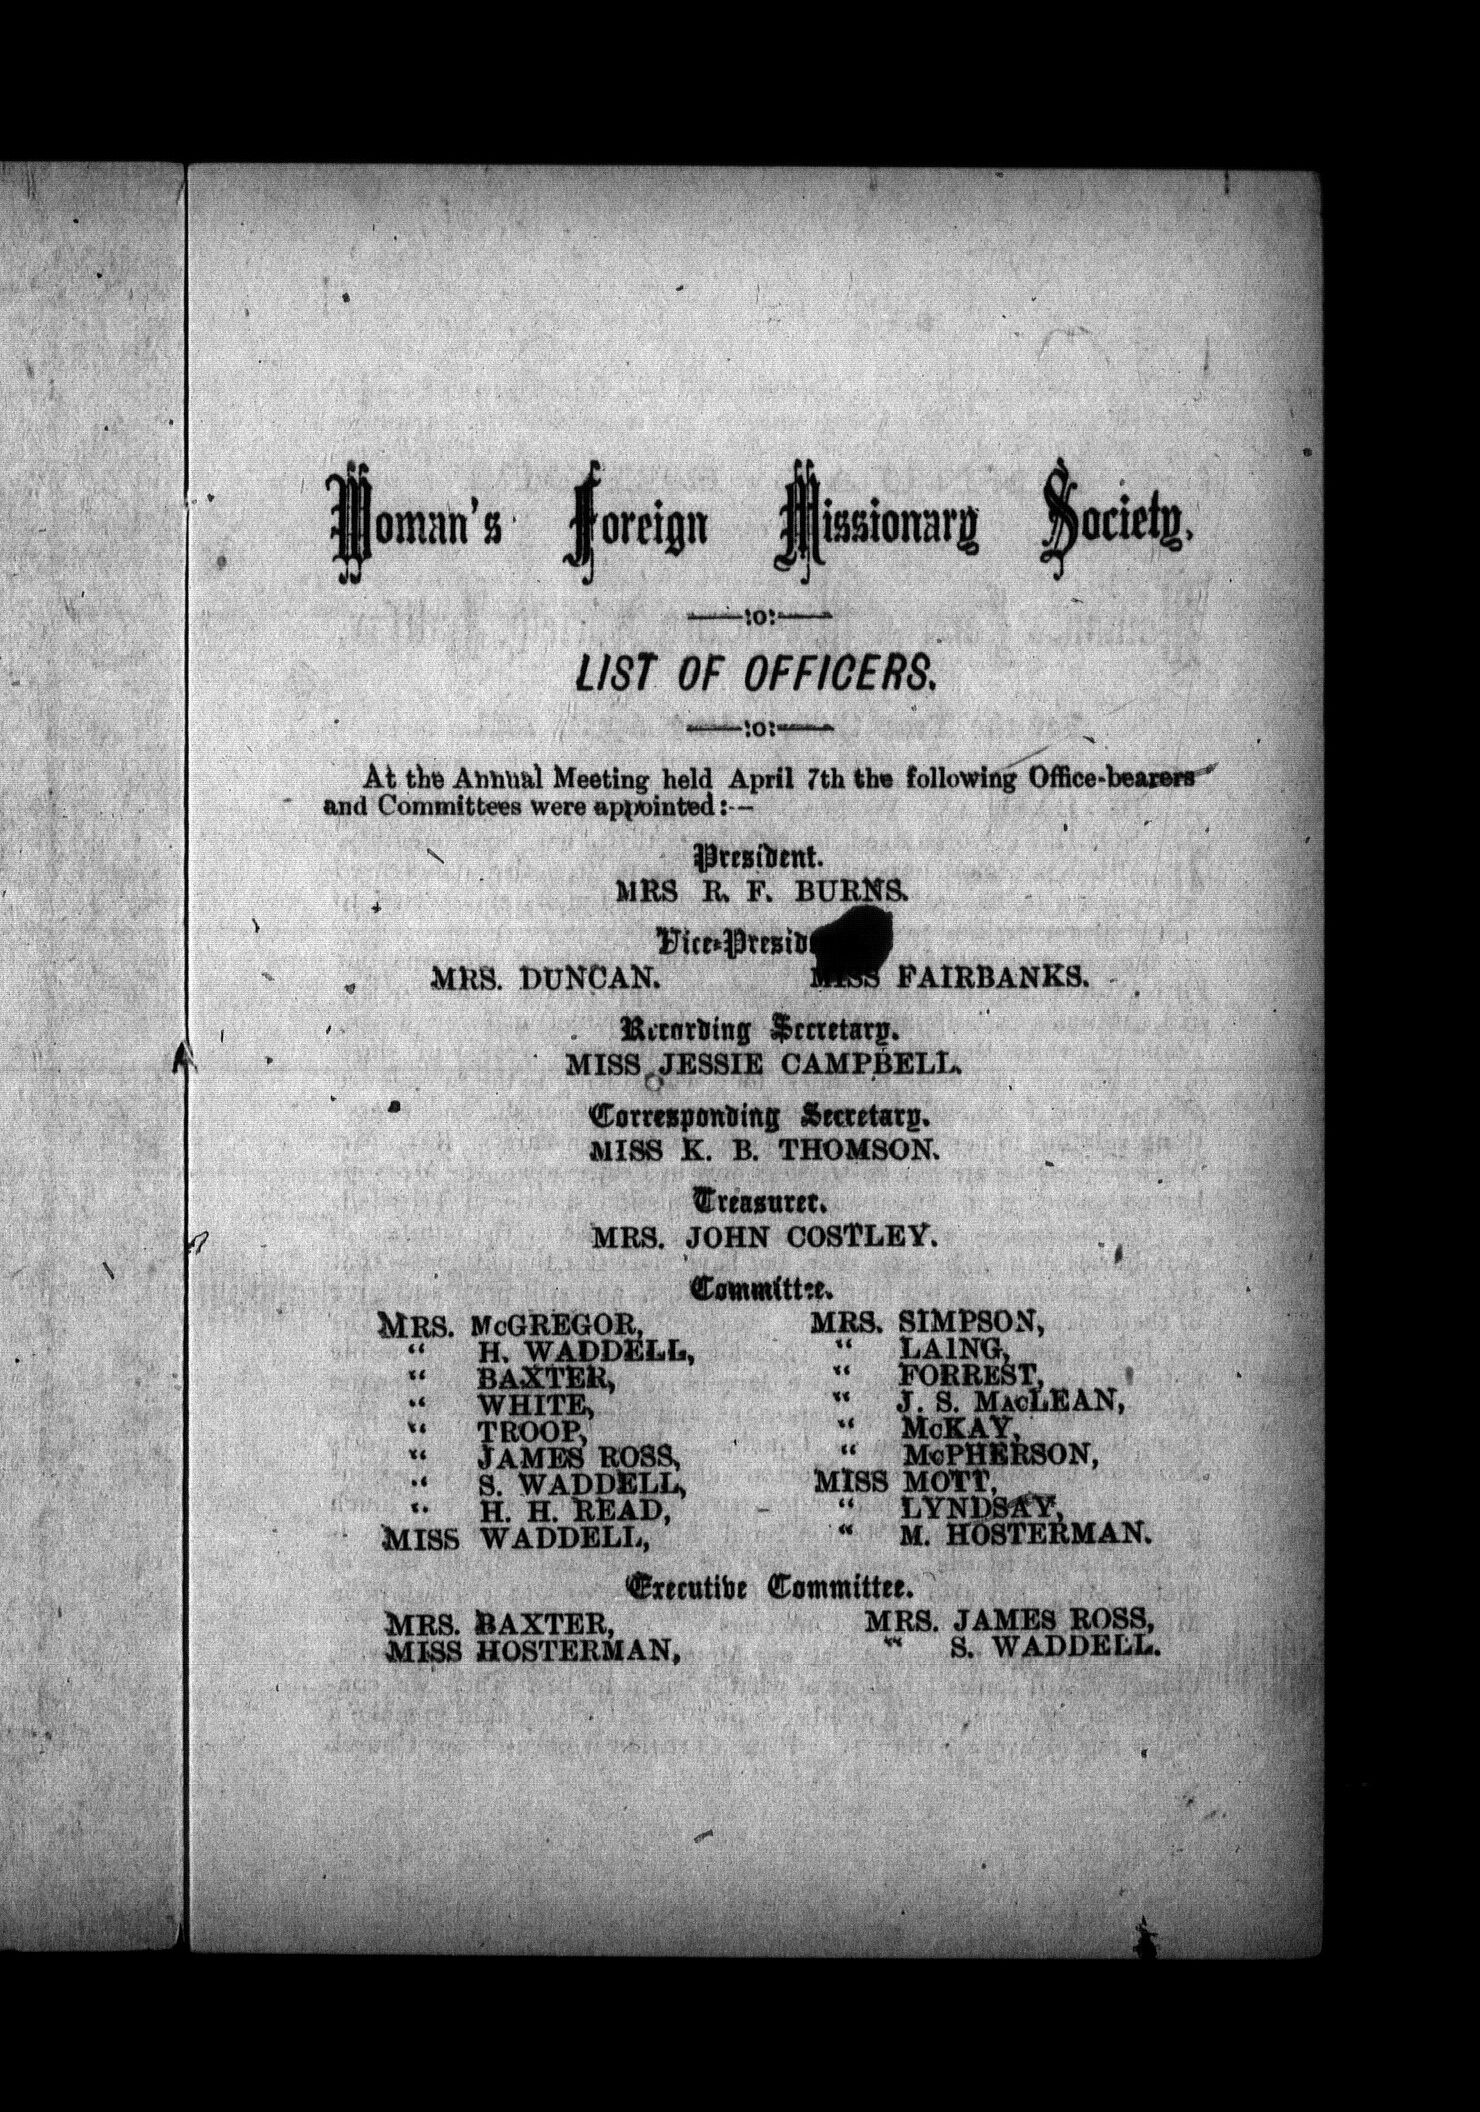 Woman's Foreign Missionary Society,
:o:
LIST OF OFFICERS.
:o:
At the Annual Meeting held April 7th the following Office-bearers
and Committees were appointed:—
President.
MRS R. F. BURNS.
MRS. DUNCAN. MISS FAIRBANKS.
Recording Secretary.
MISS JESSIE CAMPBELL.
Corresponding Secretary.
MISS K. B. THOMSON.
Treasurer.
MRS. JOHN COSTLEY.
Committee.
MRS. McGREGOR, MRS. SIMPSON,
“ H. WADDELL, “ LAING,
“ BAXTER, “ FORREST,
“ WHITE, “ J. S. MacLEAN,
“ TROOP, “ McKAY,
“ JAMES ROSS, “ McPHERSON,
“ S. WADDELL, MISS MOTT,
“ H. H. READ, “ LYNDSAY,
MISS WADDELL, “ M. HOSTERMAN.
Executive Committee.
MRS. BAXTER, MRS. JAMES ROSS,
MISS HOSTERMAN, “ S. WADDELL.